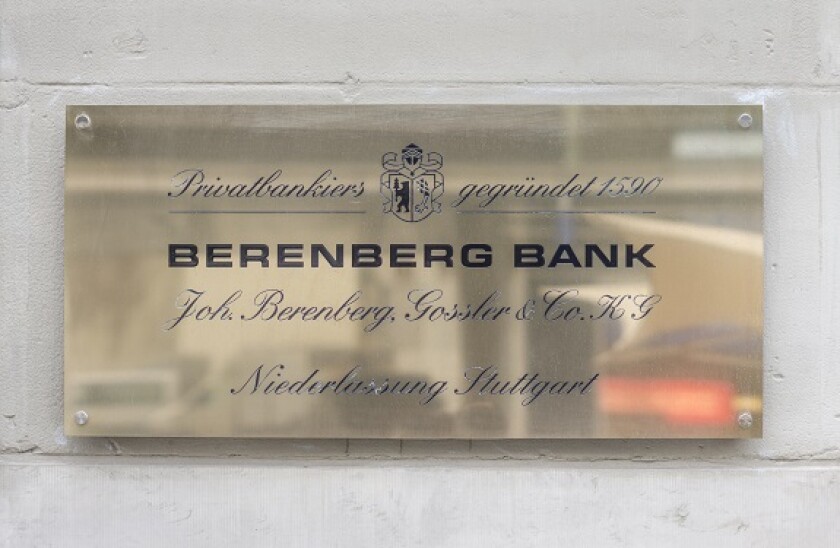 Privatbankiers gegründet 1590
BERENBERG BANK
Joh. Berenberg, Gossler & Co. KG
Niederlassung Stuttgart